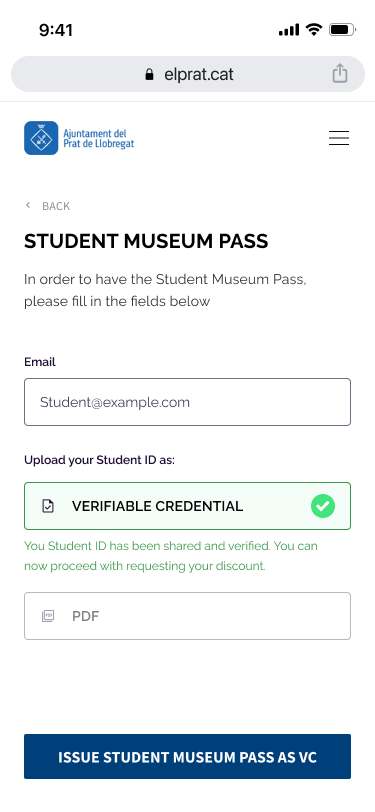 9:41
elprat.cat
Ajuntament del
Prat de Llobregat
BACK
STUDENT MUSEUM PASS
In order to have the Student Museum Pass,
please fill in the fields below
Email
Student@example.com
Upload your Student ID as:
VERIFIABLE CREDENTIAL
You Student ID has been shared and verified. You can
now proceed with requesting your discount.
PDF
ISSUE STUDENT MUSEUM PASS AS VC